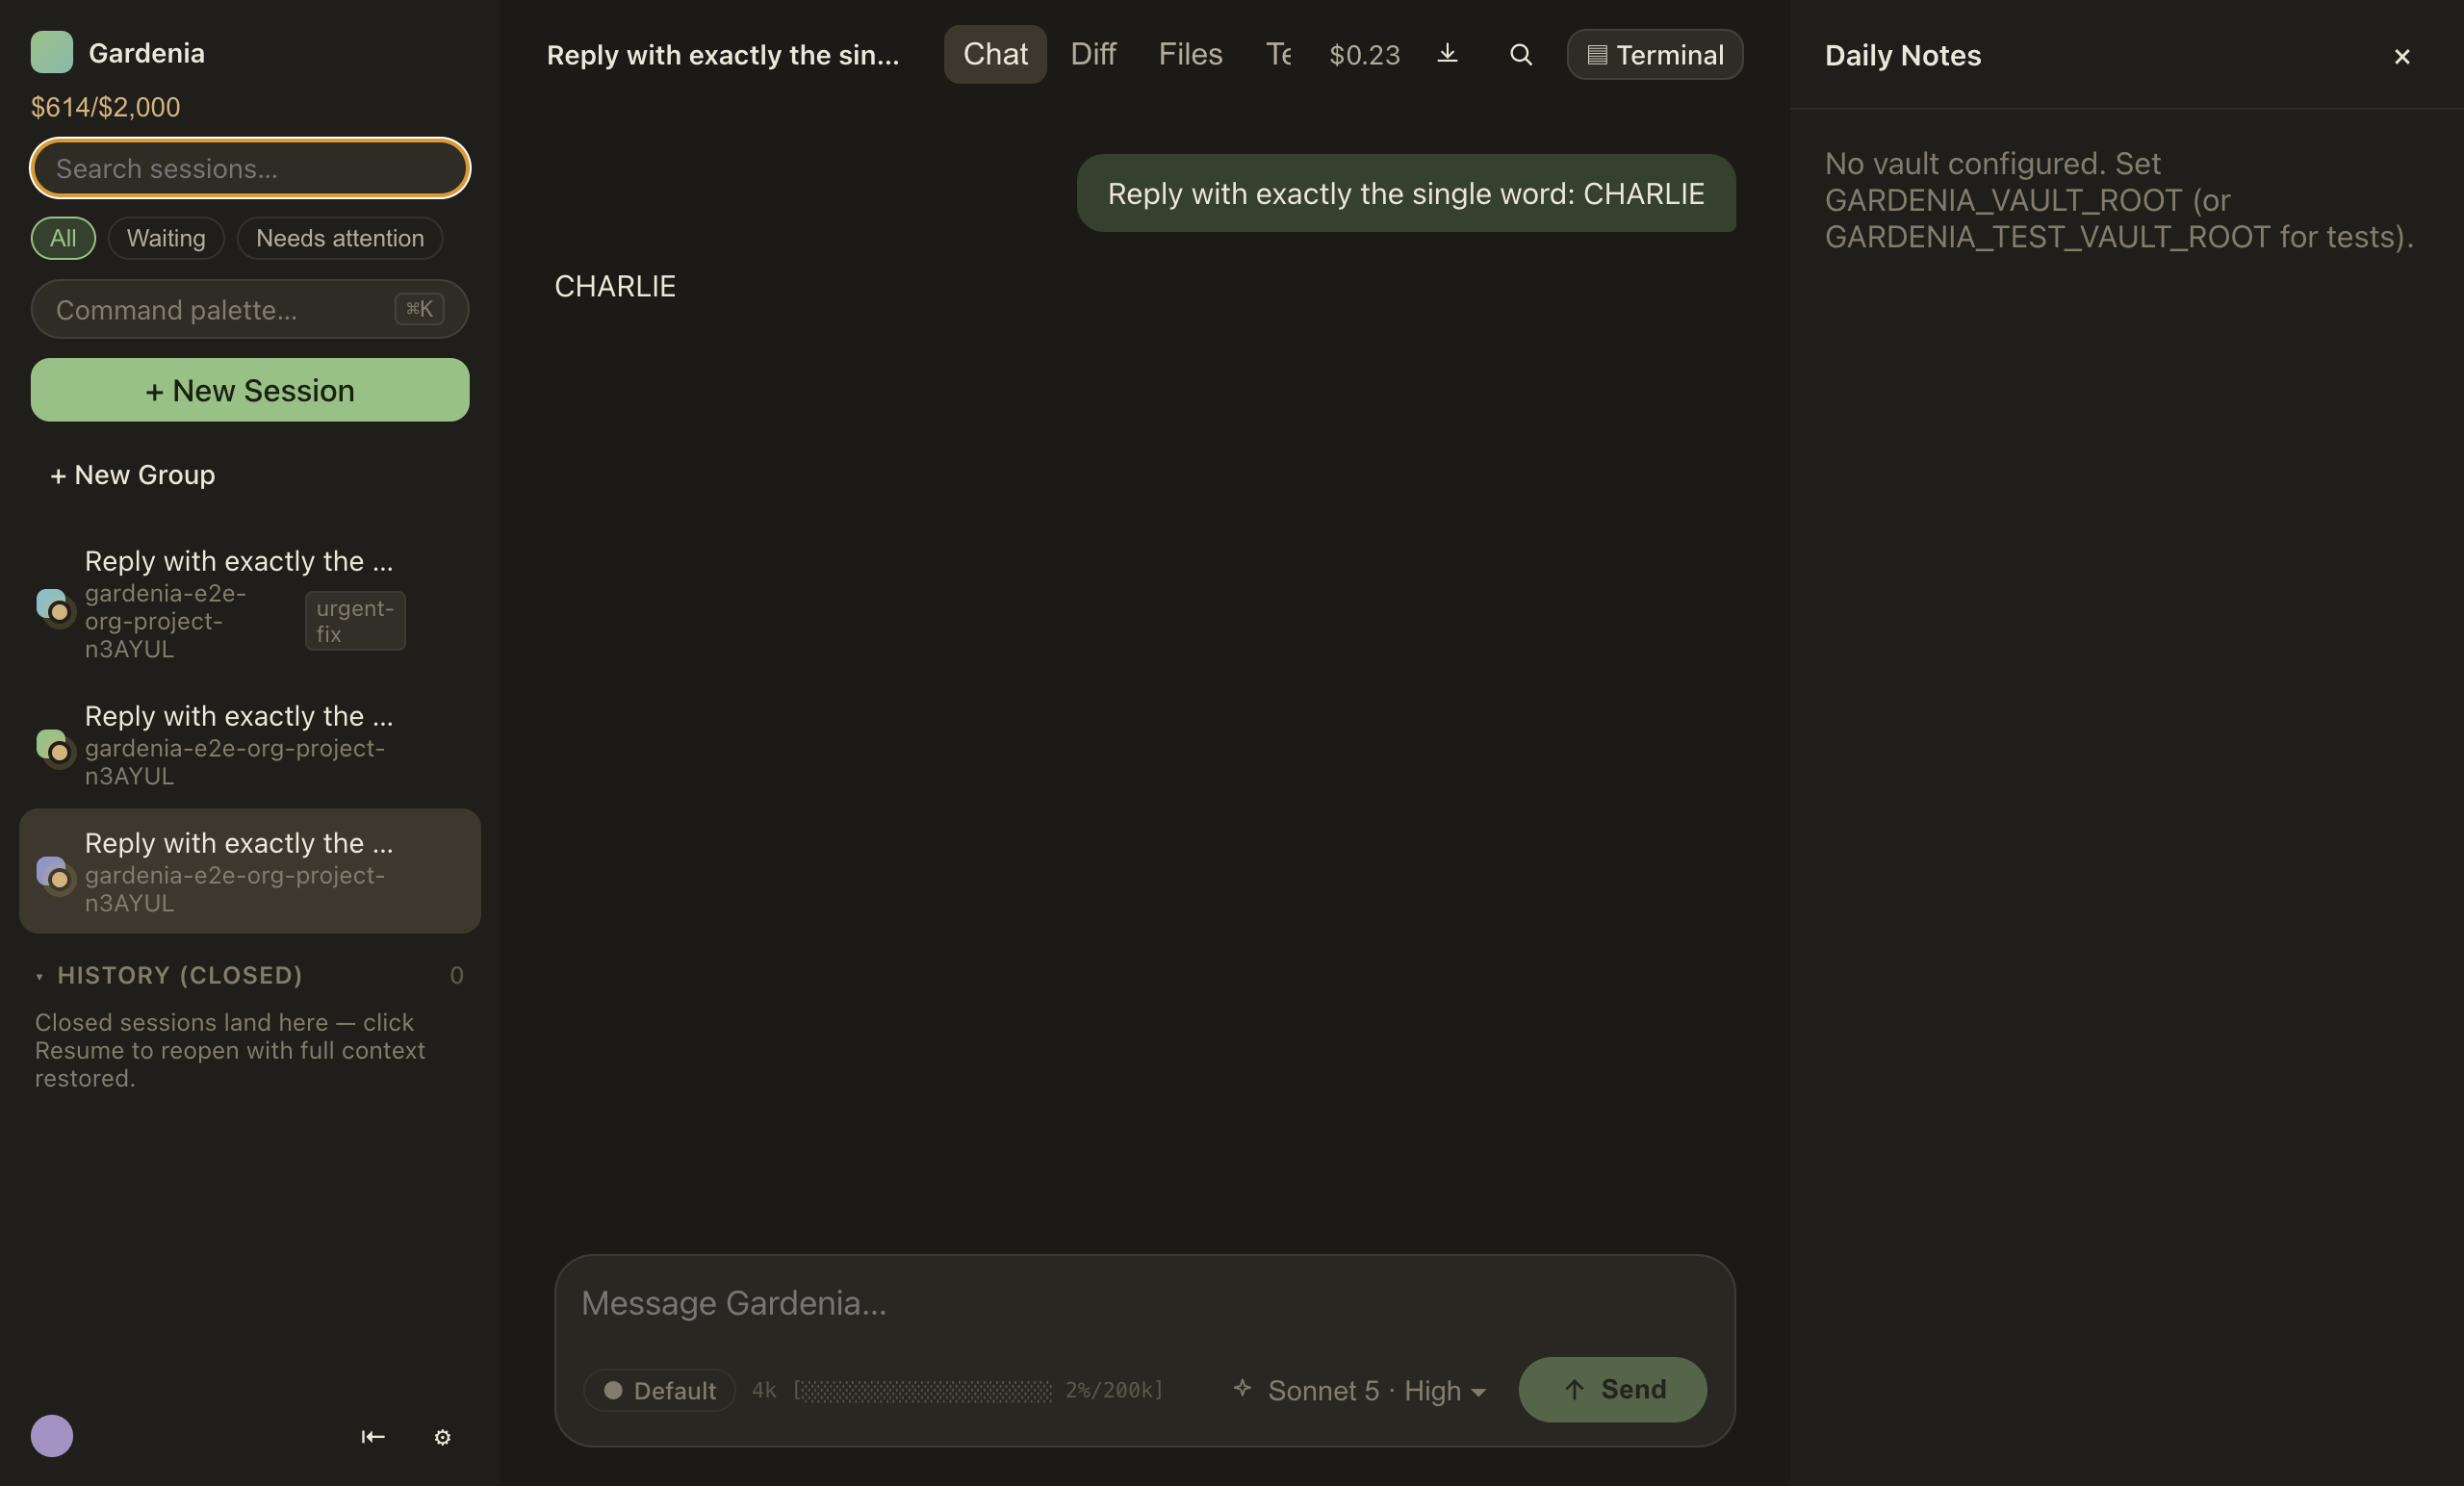 Gardenia
$614/$2,000
Search sessions...
All
Waiting
Needs attention
Command palette...
⌘K
+ New Session
+ New Group
Reply with exactly the ...
gardenia-e2e-
org-project-
n3AYUL
urgent-
fix
Reply with exactly the ...
gardenia-e2e-org-project-
n3AYUL
Reply with exactly the ...
gardenia-e2e-org-project-
n3AYUL
HISTORY (CLOSED)
0
Closed sessions land here — click
Resume to reopen with full context
restored.
Reply with exactly the sin...
Chat
Diff
Files
$0.23
Terminal
Reply with exactly the single word: CHARLIE
CHARLIE
Message Gardenia...
Default
4k
[ 2%/200k]
Sonnet 5 · High
Send
Daily Notes
No vault configured. Set
GARDENIA_VAULT_ROOT (or
GARDENIA_TEST_VAULT_ROOT for tests).